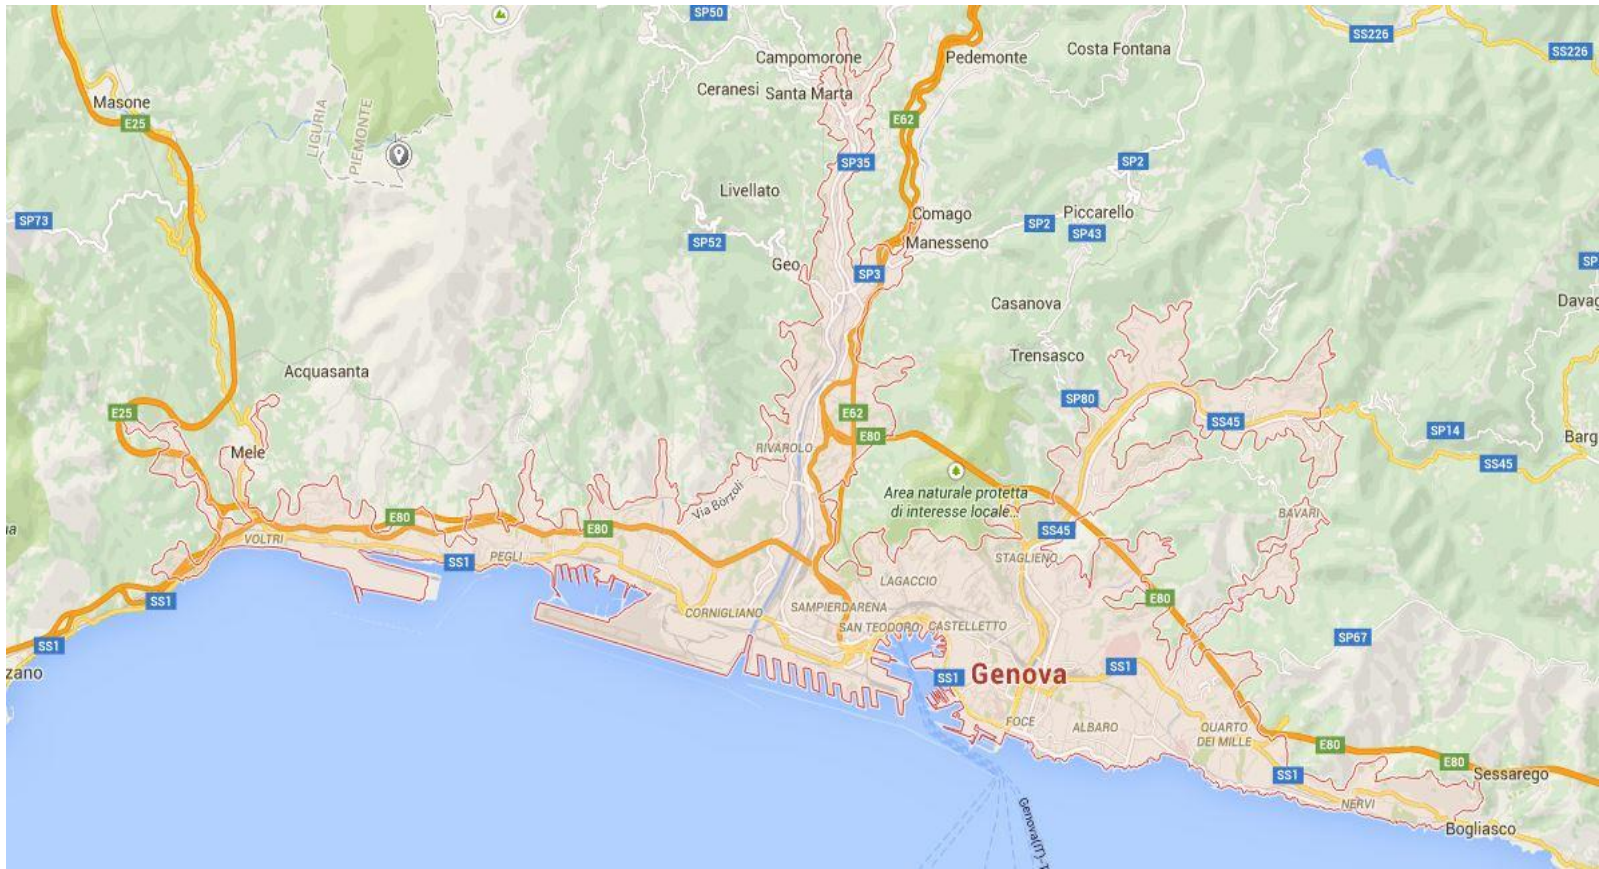 SP50
SS226
SS226
Campomorone
Pedemonte
Costa Fontana
Ceranesi
Santa Marta
Masone
E25
E62
LIGURIA
PIEMONTE
SP35
SP2
Livellato
SP73
Comago
Piccarello
SP2
SP43
SP52
Manesseno
Geo
SP3
SP
Casanova
Davag
Trensasco
Acquasanta
SP80
E25
E62
SS45
E80
SP14
Barg
RIVAROLO
Mele
SS45
Via Borzoli
Area naturale protetta
di interesse locale...
BAVARI
E80
E80
SS45
na
VOLTRI
PEGLI
SS1
STAGLIENO
LAGACCIO
SS1
E80
CORNIGLIANO
SAMPIERDARENA
SAN TEODORO
CASTELLETTO
SS1
SP67
zano
SS1
Genova
SS1
FOCE
ALBARO
QUARTO
DEI MILLE
E80
E80
SS1
Sessarego
NERVI
Bogliasco
Genova(IT)-T